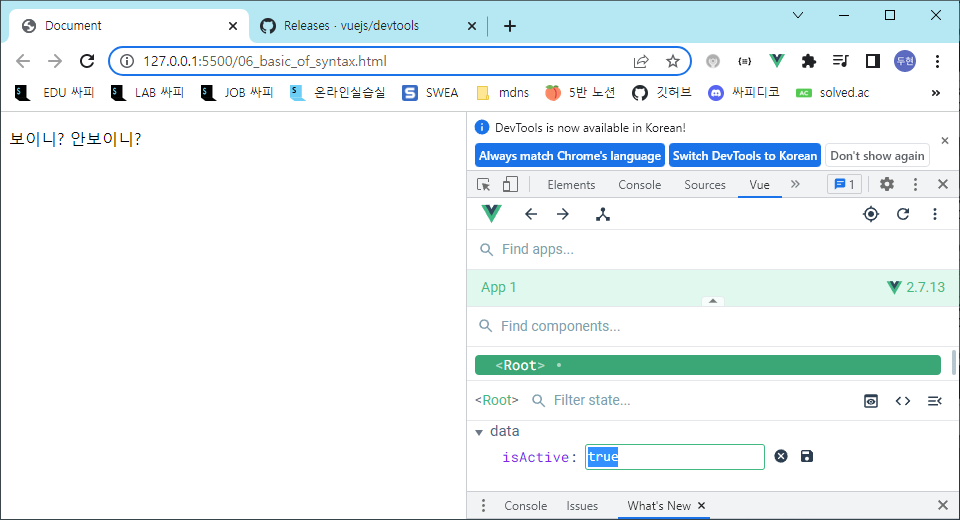 Document
Releases · vuejs/devtools
127.0.0.1:5500/06_basic_of_syntax.html
두현
EDU 싸피
LAB 싸피
JOB 싸피
온라인실습실
SWEA
mdns
5반 노션
깃허브
싸피디코
AC solved.ac
보이니? 안보이니?
DevTools is now available in Korean!
Always match Chrome's language
Switch DevTools to Korean
Don't show again
Elements
Console
Sources
Vue
1
Find apps...
App 1
2.7.13
Find components...
<Root>
<Root>
Filter state...
data
isActive: true
Console
Issues
What's New